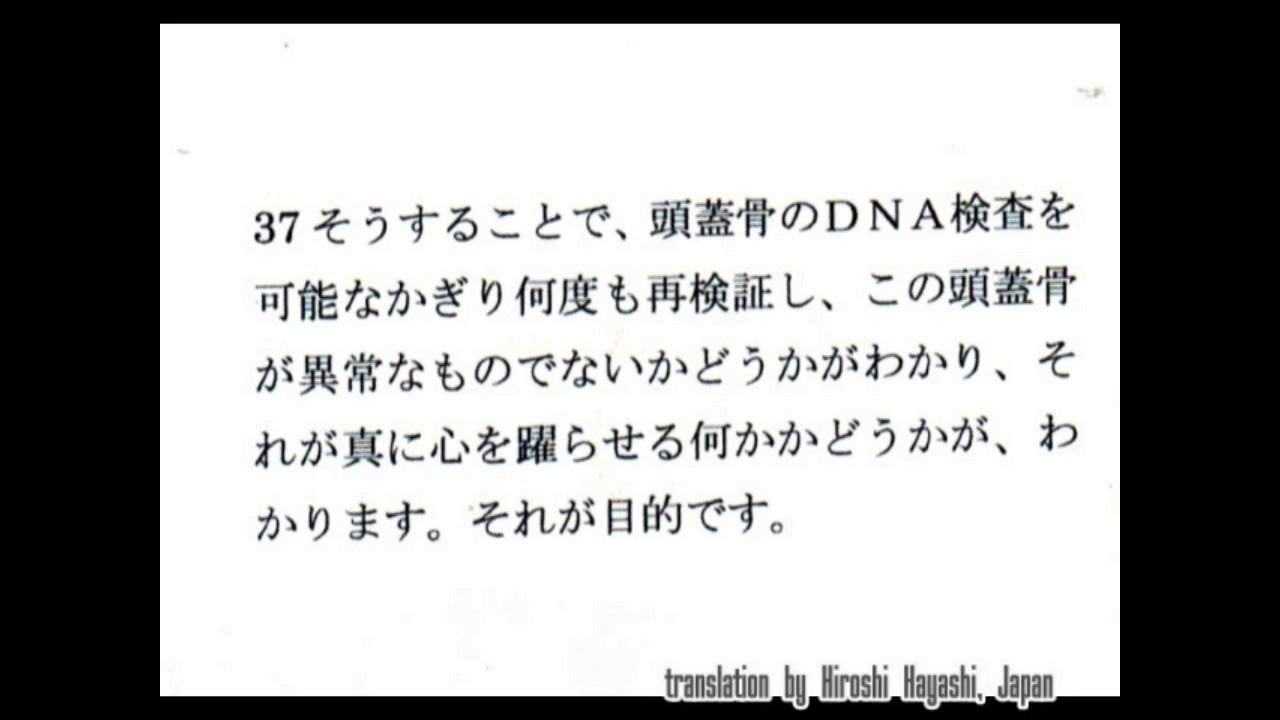 37 そうすることで、頭蓋骨のＤＮＡ検査を
可能なかぎり何度も再検証し、この頭蓋骨
が異常なものでないかどうかがわかり、そ
れが真に心を躍らせる何かかどうかが、わ
かります。それが目的です。
translation by Hiroshi Hayashi, Japan